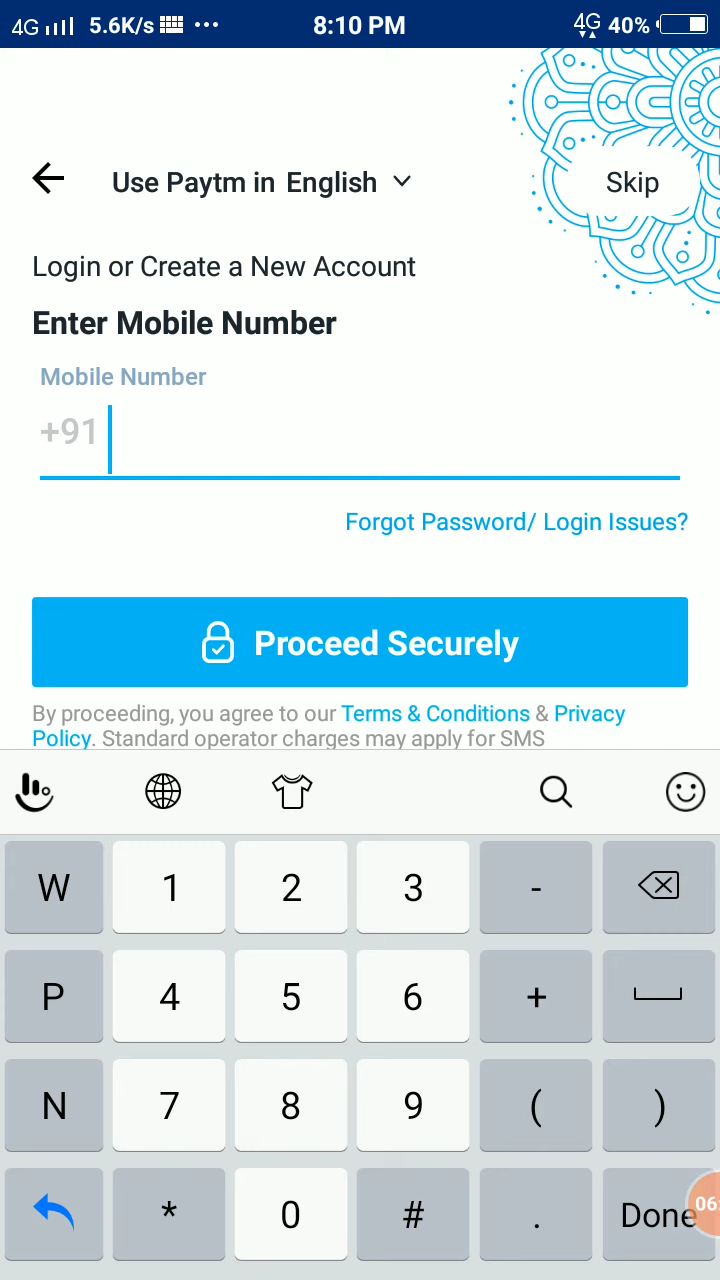 4G 5.6K/s ... 8:10 PM 4G 40%
Use Paytm in English Skip
Login or Create a New Account
Enter Mobile Number
Mobile Number
+91
Forgot Password/ Login Issues?
Proceed Securely
By proceeding, you agree to our Terms & Conditions & Privacy
Policy. Standard operator charges may apply for SMS
W 1 2 3 -
P 4 5 6 +
N 7 8 9 ( )
* 0 # . Done
06: